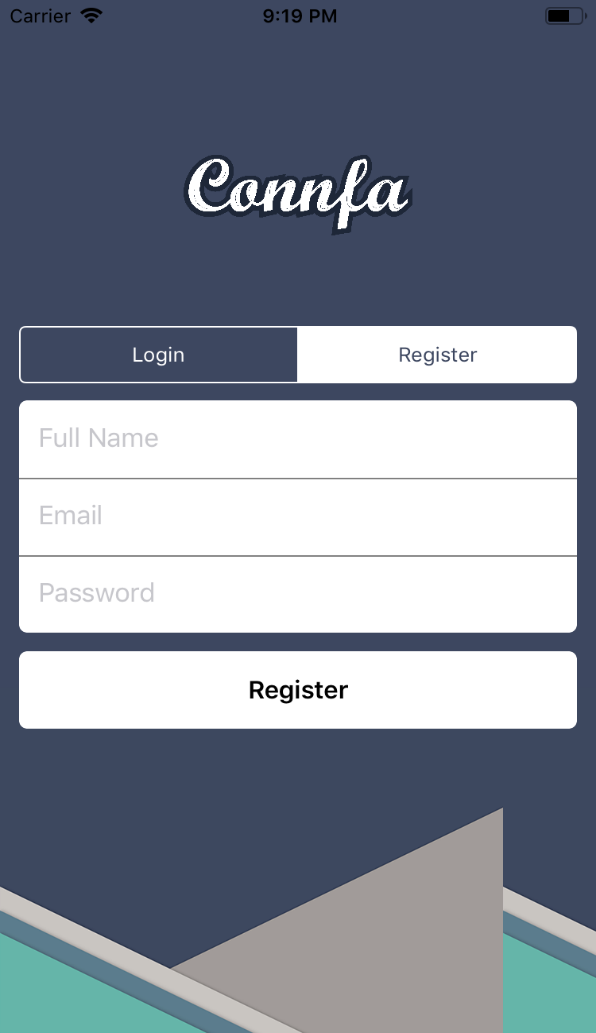 Carrier 9:19 PM
Connfa
Login Register
Full Name
Email
Password
Register